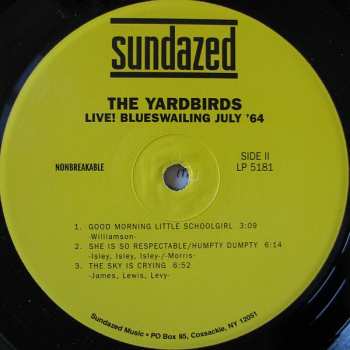 sundazed
THE YARDBIRDS
LIVE! BLUESWAILING JULY '64
NONBREAKABLE
SIDE II
LP 5181
1. GOOD MORNING LITTLE SCHOOLGIRL 3:09
-Williamson-
2. SHE IS SO RESPECTABLE/HUMPTY DUMPTY 6:14
-Isley, Isley, Isley-/-Morris-
3. THE SKY IS CRYING 6:52
-James, Lewis, Levy-
Sundazed Music • PO Box 85, Coxsackie, NY 12051